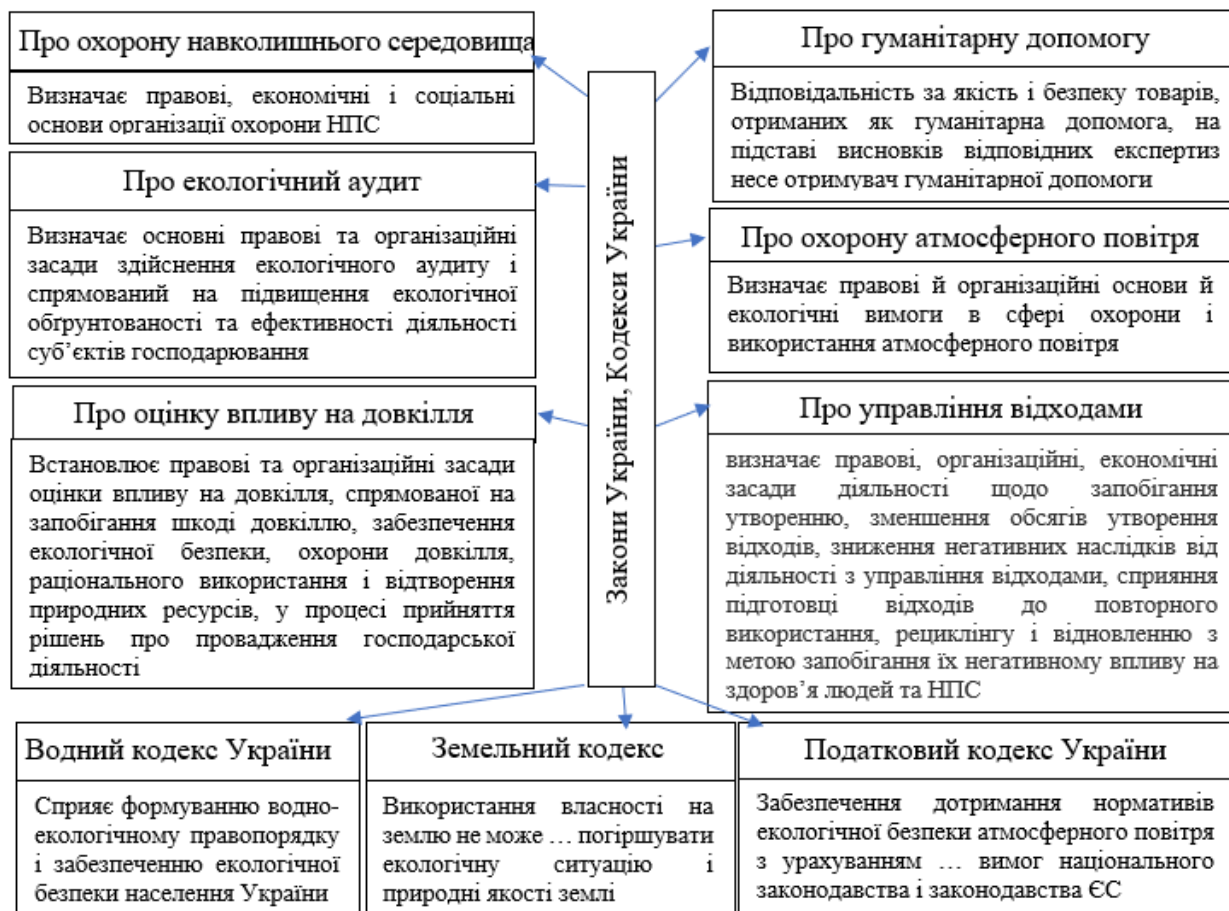 Про охорону навколишнього середовища
Визначає правові, економічні і соціальні
основи організації охорони НПС
Про екологічний аудит
Визначає основні правові та організаційні
засади здійснення екологічного аудиту і
спрямований на підвищення екологічної
обґрунтованості та ефективності діяльності
суб’єктів господарювання
Про оцінку впливу на довкілля
Встановлює правові та організаційні засади
оцінки впливу на довкілля, спрямованої на
запобігання шкоді довкіллю, забезпечення
екологічної безпеки, охорони довкілля,
раціонального використання і відтворення
природних ресурсів, у процесі прийняття
рішень про провадження господарської
діяльності
Закони України, Кодекси України
Про гуманітарну допомогу
Відповідальність за якість і безпеку товарів,
отриманих як гуманітарна допомога, на
підставі висновків відповідних експертиз
несе отримувач гуманітарної допомоги
Про охорону атмосферного повітря
Визначає правові й організаційні основи й
екологічні вимоги в сфері охорони і
використання атмосферного повітря
Про управління відходами
визначає правові, організаційні, економічні
засади діяльності щодо запобігання
утворенню, зменшення обсягів утворення
відходів, зниження негативних наслідків від
діяльності з управління відходами, сприяння
підготовці відходів до повторного
використання, рециклінгу і відновленню з
метою запобігання їх негативному впливу на
здоров’я людей та НПС
Водний кодекс України
Сприяє формуванню водно-
екологічному правопорядку
і забезпеченню екологічної
безпеки населення України
Земельний кодекс
Використання власності на
землю не може … погіршувати
екологічну ситуацію і
природні якості землі
Податковий кодекс України
Забезпечення дотримання нормативів
екологічної безпеки атмосферного повітря
з урахуванням … вимог національного
законодавства і законодавства ЄС